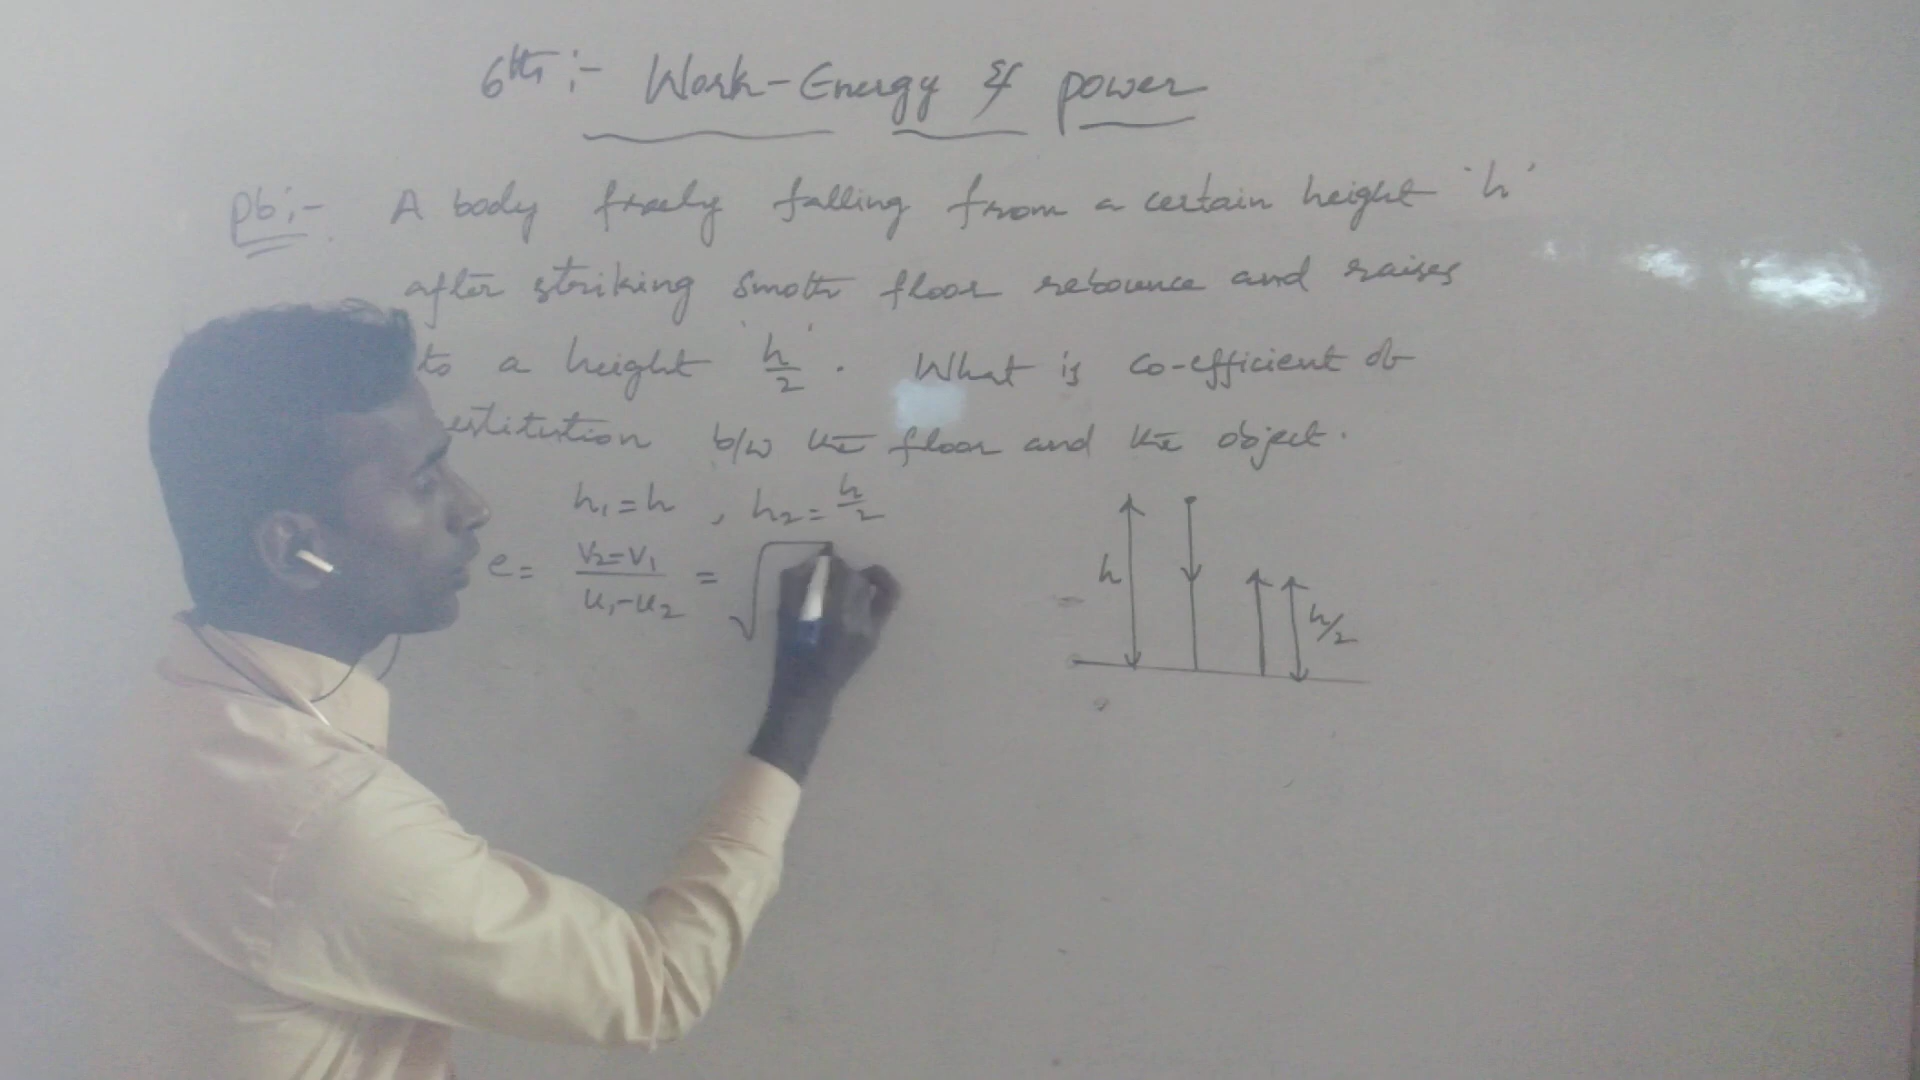 6th :- Work-Energy & power
Pb:- A body freely falling from a certain height 'h'
after striking smoth floor rebounce and raises
to a height 'h/2'. What is co-efficient of
estitution b/w the floor and the object.
h₁=h , h₂=h/2
e= V₂=V₁/u₁-u₂ = √
h
h/2